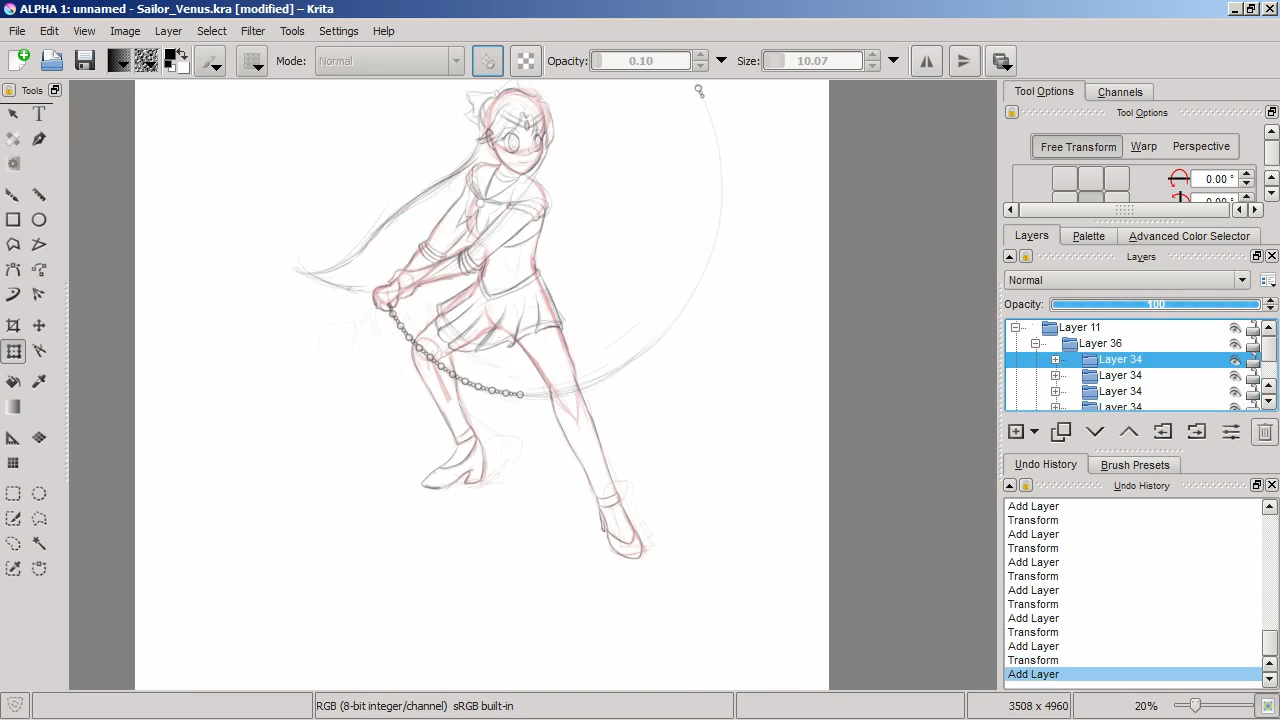 ALPHA 1: unnamed - Sailor_Venus.kra [modified] – Krita
File Edit View Image Layer Select Filter Tools Settings Help
Mode: Normal Opacity: 0.10 Size: 10.07
Tools
T
Tool Options Channels
Tool Options
Free Transform Warp Perspective
0.00 °
0.00 °
Layers Palette Advanced Color Selector
Layers
Normal
Opacity: 100
Layer 11
Layer 36
Layer 34
Layer 34
Layer 34
Layer 34
Undo History Brush Presets
Undo History
Add Layer
Transform
Add Layer
Transform
Add Layer
Transform
Add Layer
Transform
Add Layer
Transform
Add Layer
Transform
Add Layer
RGB (8-bit integer/channel) sRGB built-in 3508 x 4960 20%